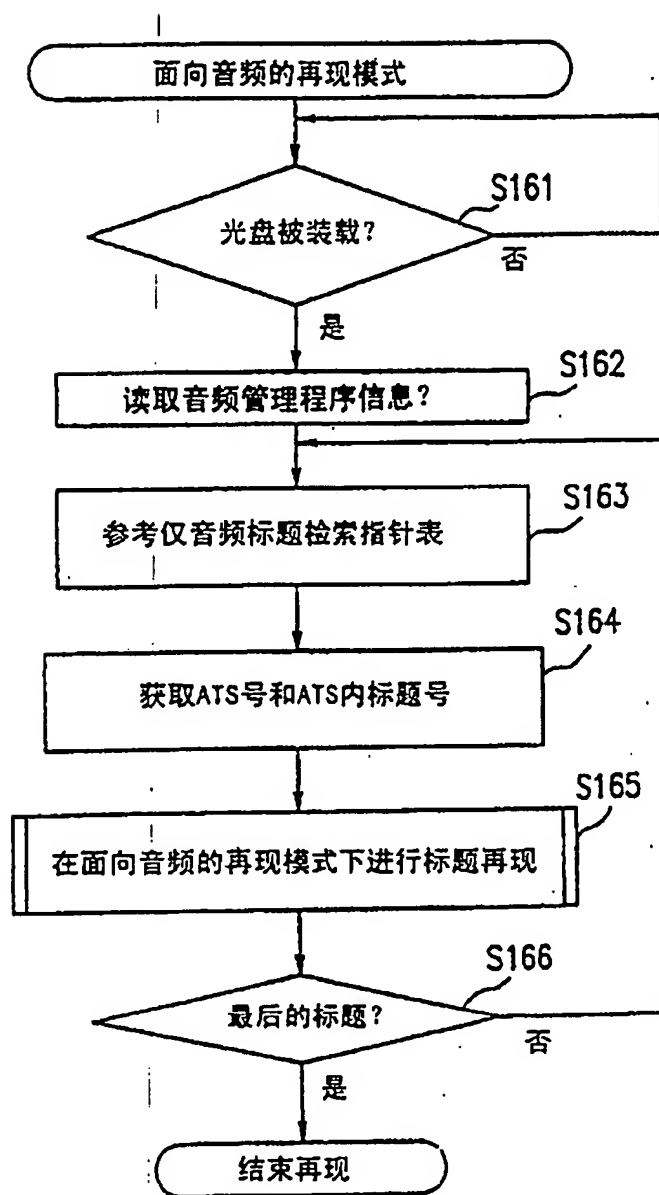 面向音频的再现模式
S161
光盘被装载？
否
是
S162
读取音频管理程序信息？
S163
参考仅音频标题检索指针表
S164
获取ATS号和ATS内标题号
S165
在面向音频的再现模式下进行标题再现
S166
最后的标题？
否
是
结束再现